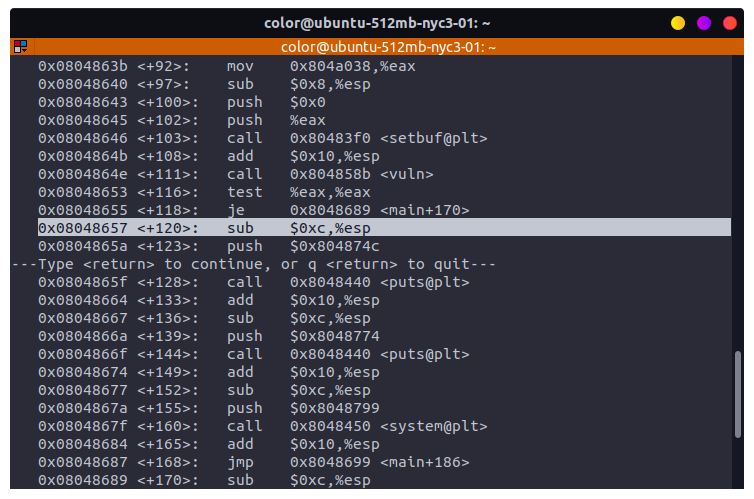 color@ubuntu-512mb-nyc3-01: ~
color@ubuntu-512mb-nyc3-01: ~
0x0804863b <+92>: mov 0x804a038,%eax
0x08048640 <+97>: sub $0x8,%esp
0x08048643 <+100>: push $0x0
0x08048645 <+102>: push %eax
0x08048646 <+103>: call 0x80483f0 <setbuf@plt>
0x0804864b <+108>: add $0x10,%esp
0x0804864e <+111>: call 0x804858b <vuln>
0x08048653 <+116>: test %eax,%eax
0x08048655 <+118>: je 0x8048689 <main+170>
0x08048657 <+120>: sub $0xc,%esp
0x0804865a <+123>: push $0x804874c
---Type <return> to continue, or q <return> to quit---
0x0804865f <+128>: call 0x8048440 <puts@plt>
0x08048664 <+133>: add $0x10,%esp
0x08048667 <+136>: sub $0xc,%esp
0x0804866a <+139>: push $0x8048774
0x0804866f <+144>: call 0x8048440 <puts@plt>
0x08048674 <+149>: add $0x10,%esp
0x08048677 <+152>: sub $0xc,%esp
0x0804867a <+155>: push $0x8048799
0x0804867f <+160>: call 0x8048450 <system@plt>
0x08048684 <+165>: add $0x10,%esp
0x08048687 <+168>: jmp 0x8048699 <main+186>
0x08048689 <+170>: sub $0xc,%esp